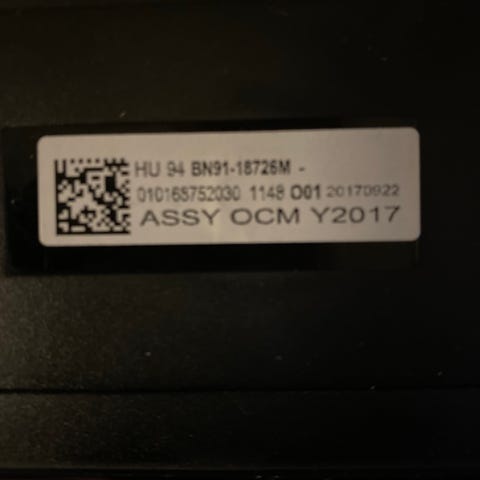 HU 94 BN91-18726M -
010165752030 1148 O01 20170922
ASSY OCM Y2017